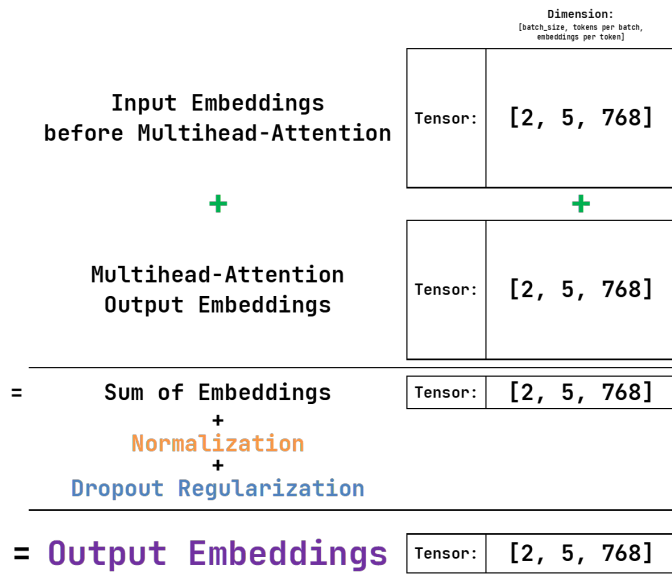 Dimension:
[batch_size, tokens per batch,
embeddings per token]
Input Embeddings
before Multihead-Attention
Tensor:
[2, 5, 768]
+
+
Multihead-Attention
Output Embeddings
Tensor:
[2, 5, 768]
=
Sum of Embeddings
Tensor:
[2, 5, 768]
+
Normalization
+
Dropout Regularization
=
Output Embeddings
Tensor:
[2, 5, 768]